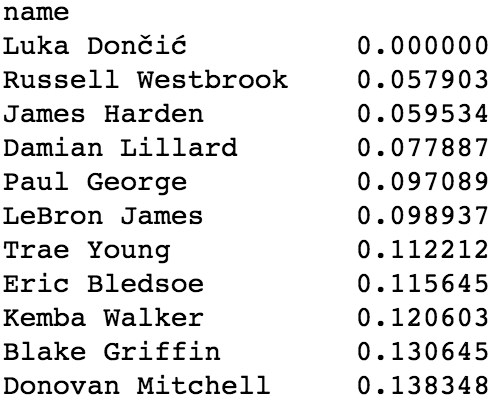 name
Luka Dončić 0.000000
Russell Westbrook 0.057903
James Harden 0.059534
Damian Lillard 0.077887
Paul George 0.097089
LeBron James 0.098937
Trae Young 0.112212
Eric Bledsoe 0.115645
Kemba Walker 0.120603
Blake Griffin 0.130645
Donovan Mitchell 0.138348